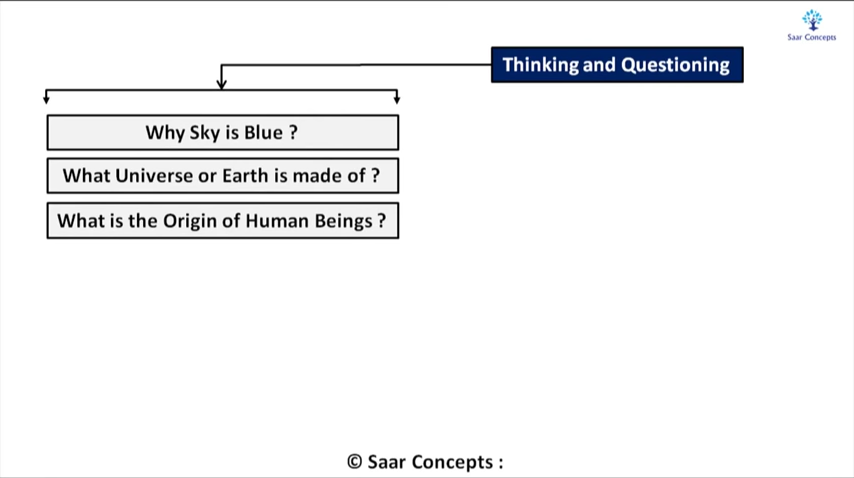 Saar Concepts
Thinking and Questioning
Why Sky is Blue ?
What Universe or Earth is made of ?
What is the Origin of Human Beings ?
© Saar Concepts :